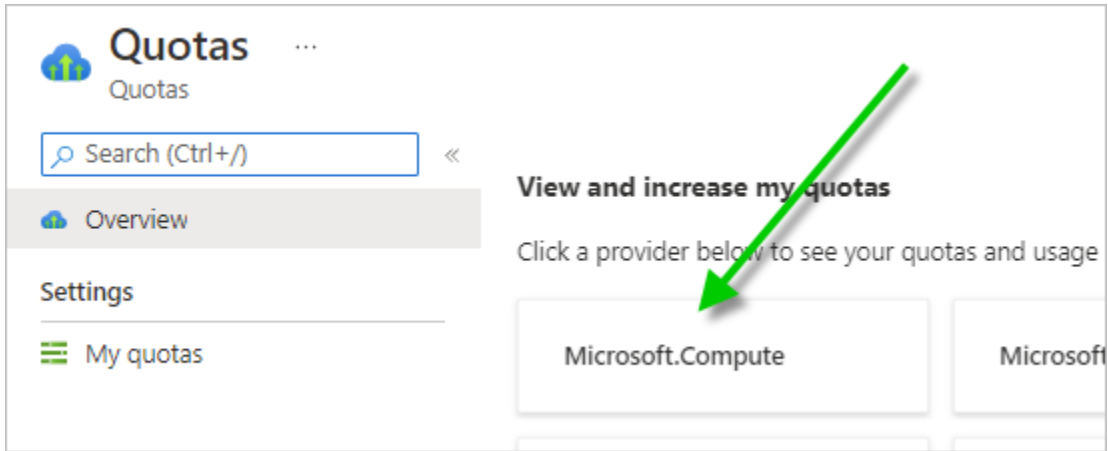 Quotas ...
Quotas
Search (Ctrl+/) «
Overview
Settings
My quotas
View and increase my quotas
Click a provider below to see your quotas and usage
Microsoft.Compute
Microsoft